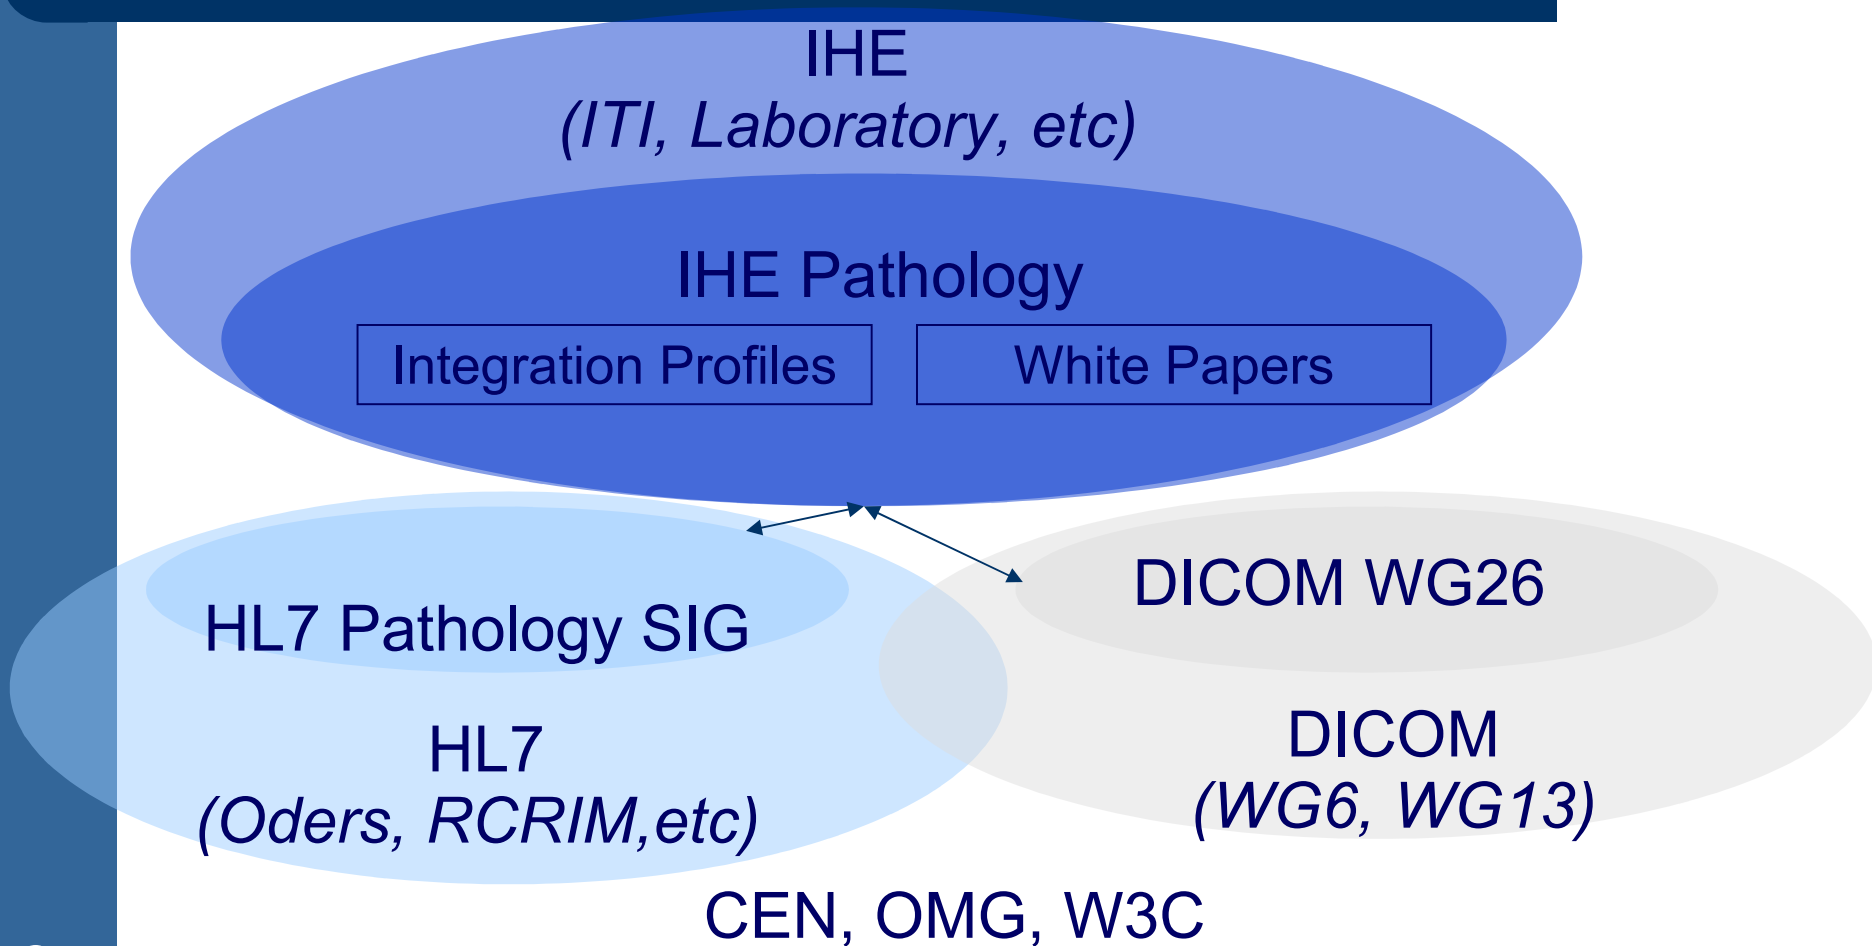 IHE
(ITI, Laboratory, etc)
IHE Pathology
Integration Profiles
White Papers
HL7 Pathology SIG
DICOM WG26
HL7
(Oders, RCRIM,etc)
DICOM
(WG6, WG13)
CEN, OMG, W3C